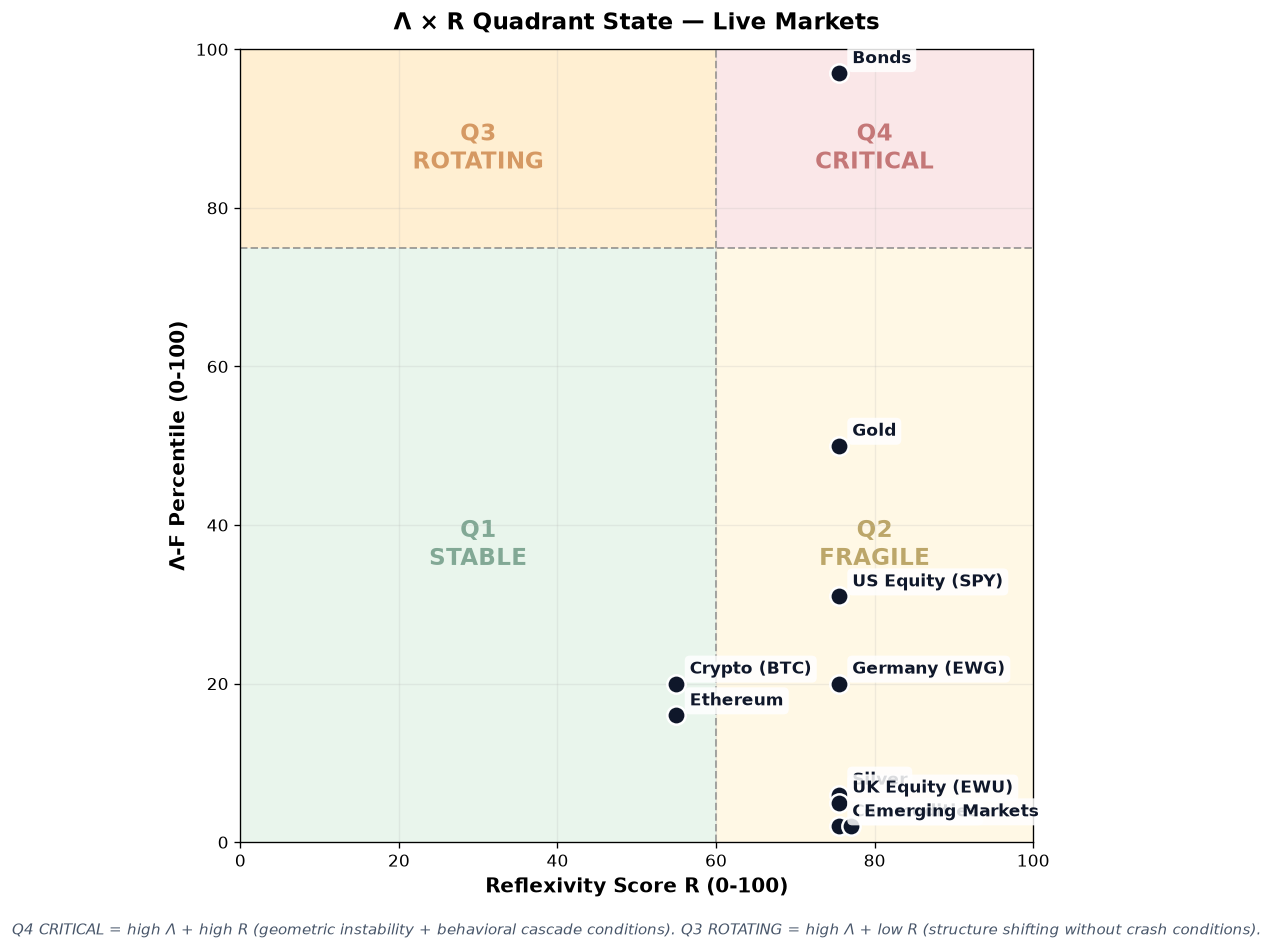 Λ × R Quadrant State — Live Markets
100
80
60
40
20
0
Λ-F Percentile (0-100)
Bonds
Q3
ROTATING
Q4
CRITICAL
Gold
Q1
STABLE
Q2
FRAGILE
US Equity (SPY)
Crypto (BTC)
Germany (EWG)
Ethereum
Silver
UK Equity (EWU)
Emerging Markets
0
20
40
60
80
100
Reflexivity Score R (0-100)
Q4 CRITICAL = high Λ + high R (geometric instability + behavioral cascade conditions). Q3 ROTATING = high Λ + low R (structure shifting without crash conditions).